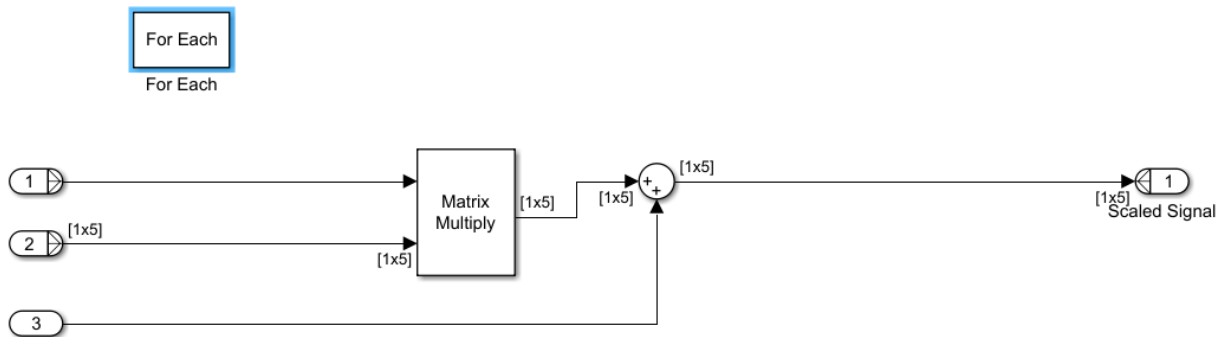 For Each
For Each
1
Matrix
Multiply
[1x5]
[1x5]
+
+
[1x5]
[1x5]
1
Scaled Signal
2
[1x5]
[1x5]
3